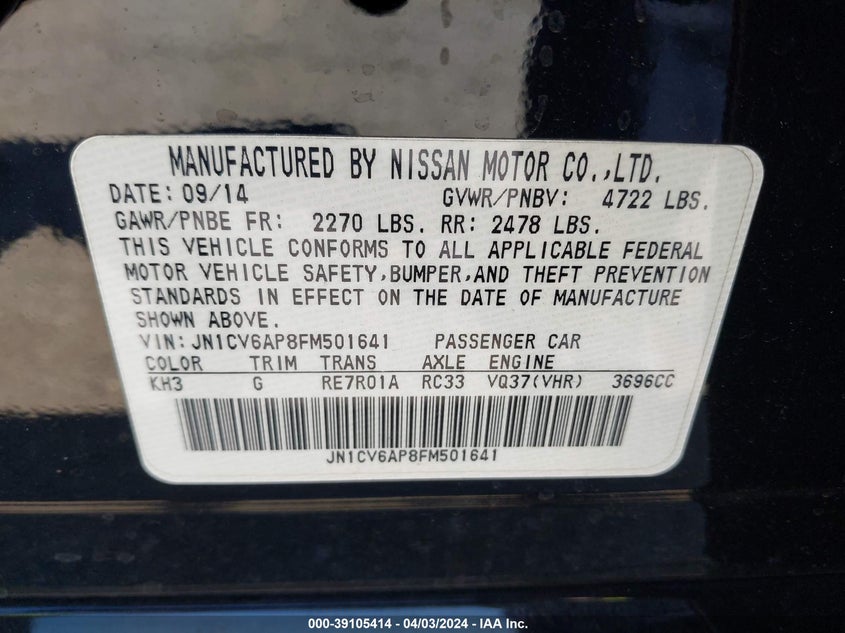 MANUFACTURED BY NISSAN MOTOR CO.,LTD.
DATE: 09/14 GVWR/PNBV: 4722 LBS.
GAWR/PNBE FR: 2270 LBS. RR: 2478 LBS.
THIS VEHICLE CONFORMS TO ALL APPLICABLE FEDERAL
MOTOR VEHICLE SAFETY,BUMPER,AND THEFT PREVENTION
STANDARDS IN EFFECT ON THE DATE OF MANUFACTURE
SHOWN ABOVE.
VIN: JN1CV6AP8FM501641 PASSENGER CAR
COLOR TRIM TRANS AXLE ENGINE
KH3 G RE7R01A RC33 VQ37(VHR) 3696CC
JN1CV6AP8FM501641
000-39105414 - 04/03/2024 - IAA Inc.